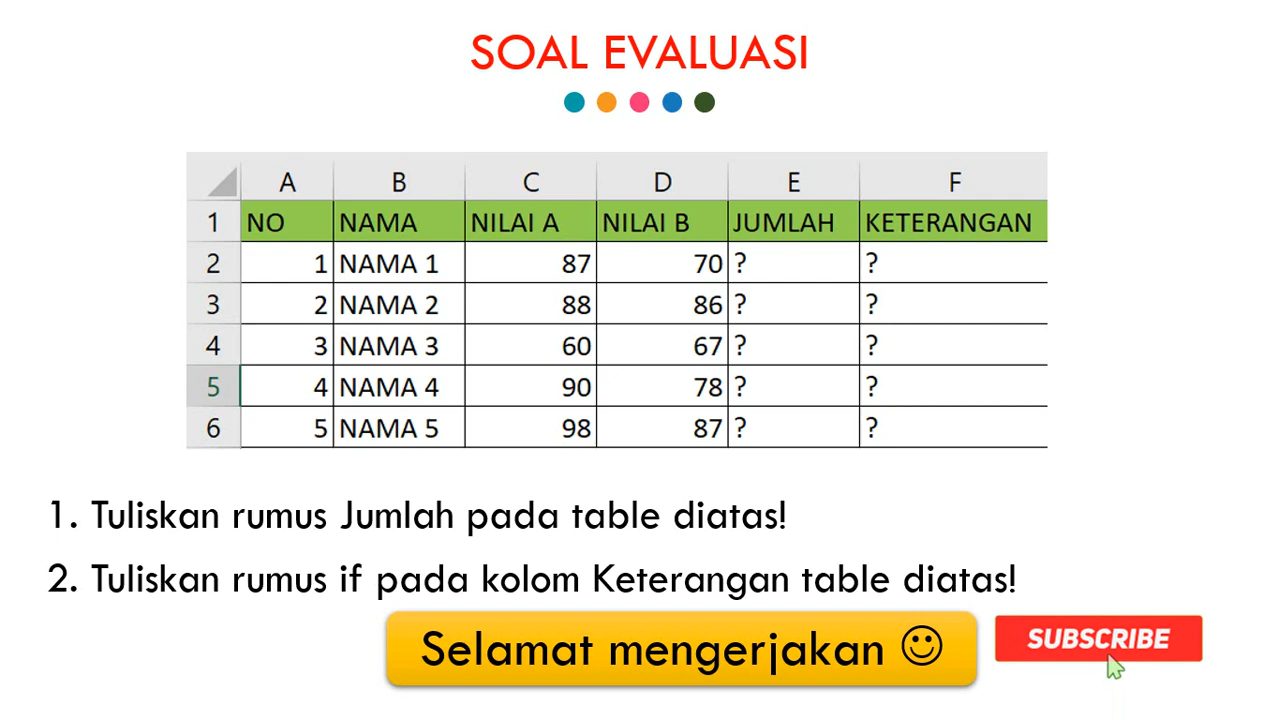 SOAL EVALUASI
A B C D E F
1 NO NAMA NILAI A NILAI B JUMLAH KETERANGAN
2 1 NAMA 1 87 70 ? ?
3 2 NAMA 2 88 86 ? ?
4 3 NAMA 3 60 67 ? ?
5 4 NAMA 4 90 78 ? ?
6 5 NAMA 5 98 87 ? ?
1. Tuliskan rumus Jumlah pada table diatas!
2. Tuliskan rumus if pada kolom Keterangan table diatas!
Selamat mengerjakan ☺
SUBSCRIBE